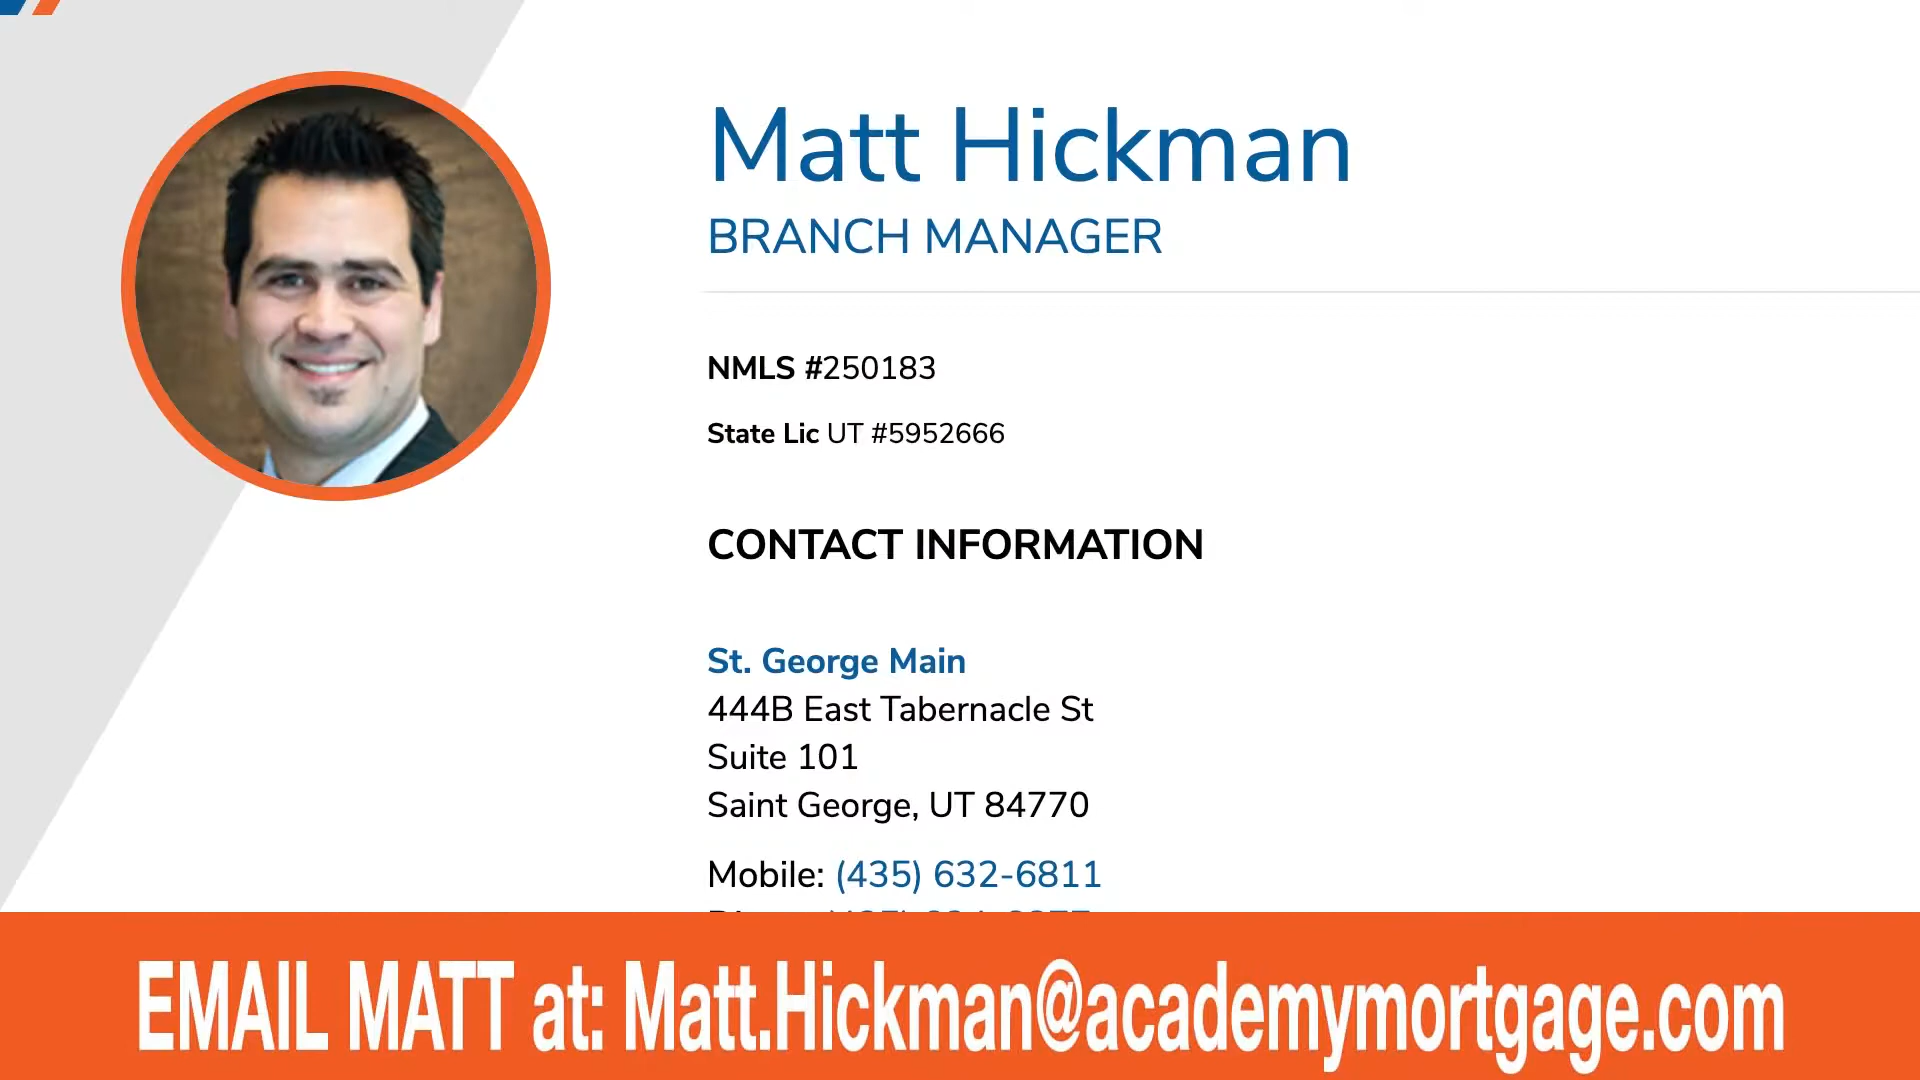 Matt Hickman
BRANCH MANAGER
NMLS #250183
State Lic UT #5952666
CONTACT INFORMATION
St. George Main
444B East Tabernacle St
Suite 101
Saint George, UT 84770
Mobile: (435) 632-6811
EMAIL MATT at: Matt.Hickman@academymortgage.com